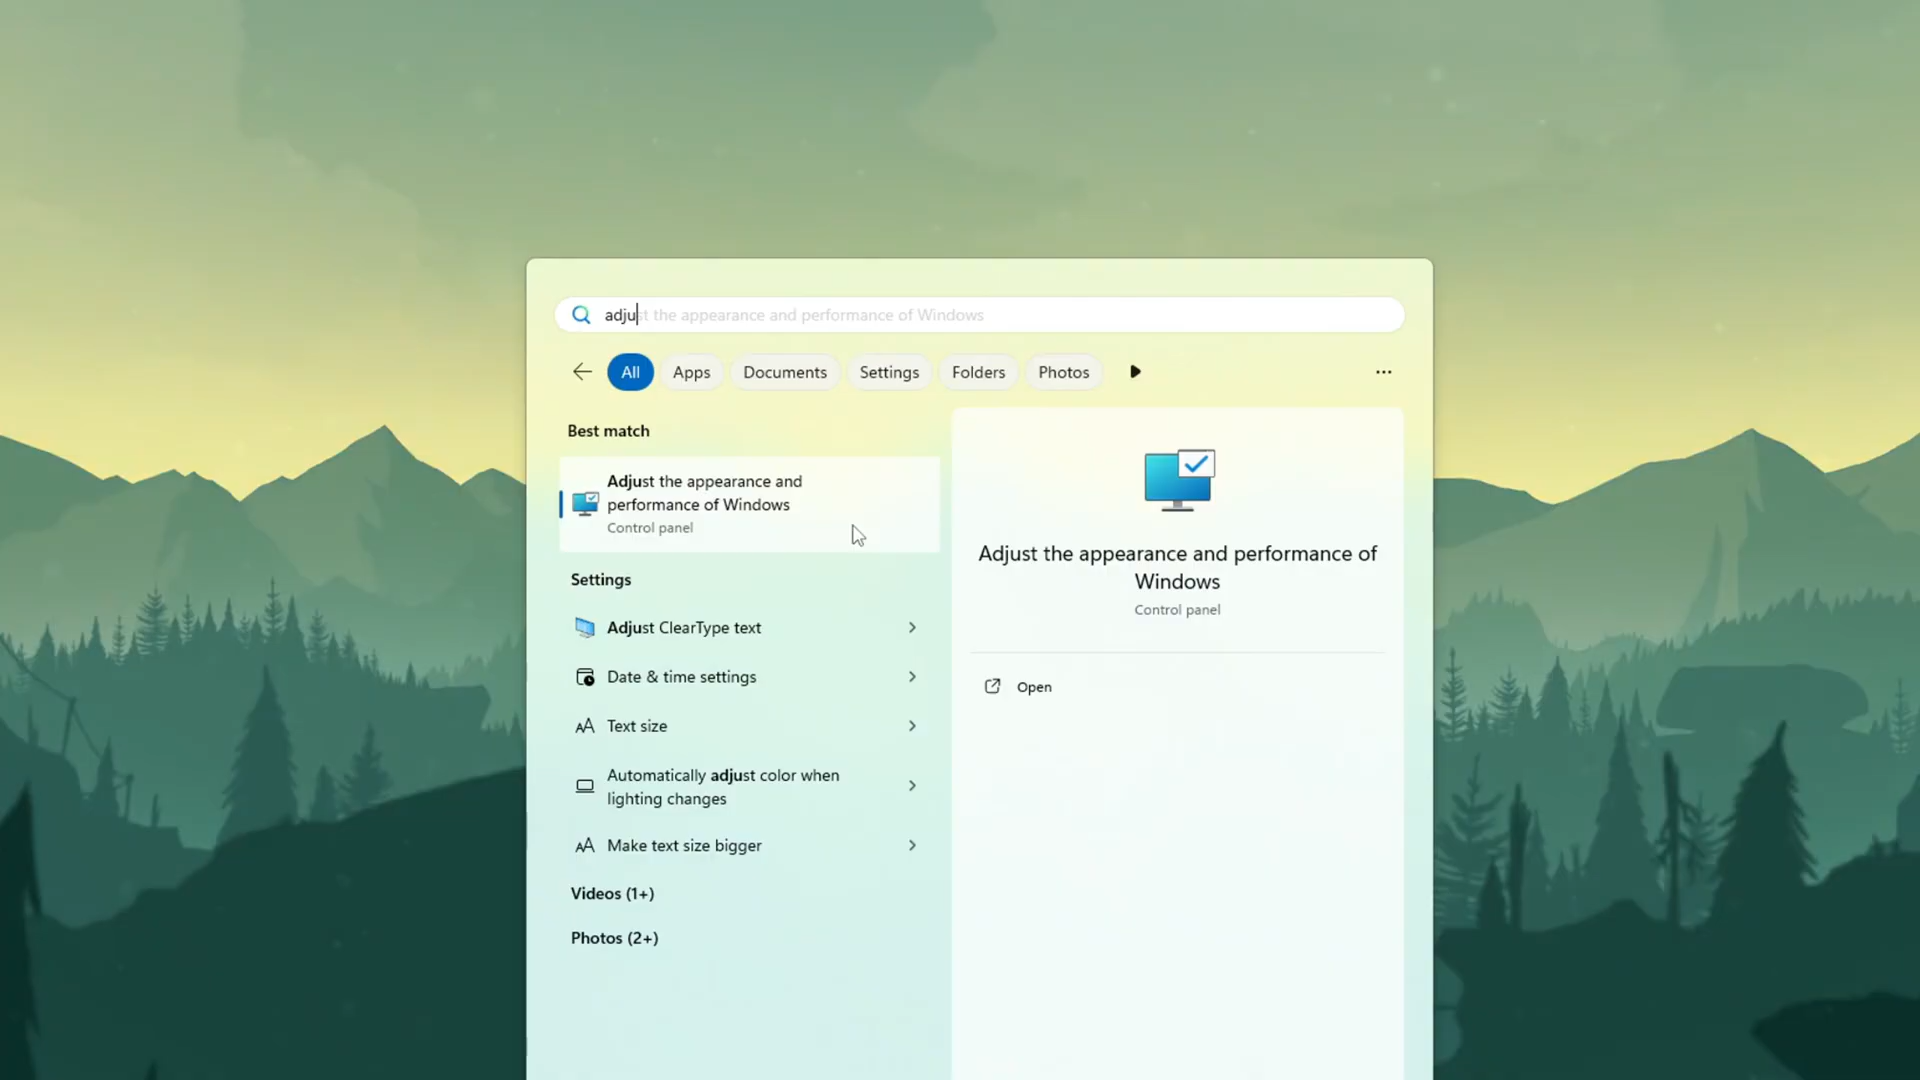 adjust the appearance and performance of Windows
All Apps Documents Settings Folders Photos
Best match
Adjust the appearance and
performance of Windows
Control panel
Settings
Adjust ClearType text
Date & time settings
Text size
Automatically adjust color when
lighting changes
Make text size bigger
Videos (1+)
Photos (2+)
Adjust the appearance and performance of
Windows
Control panel
Open